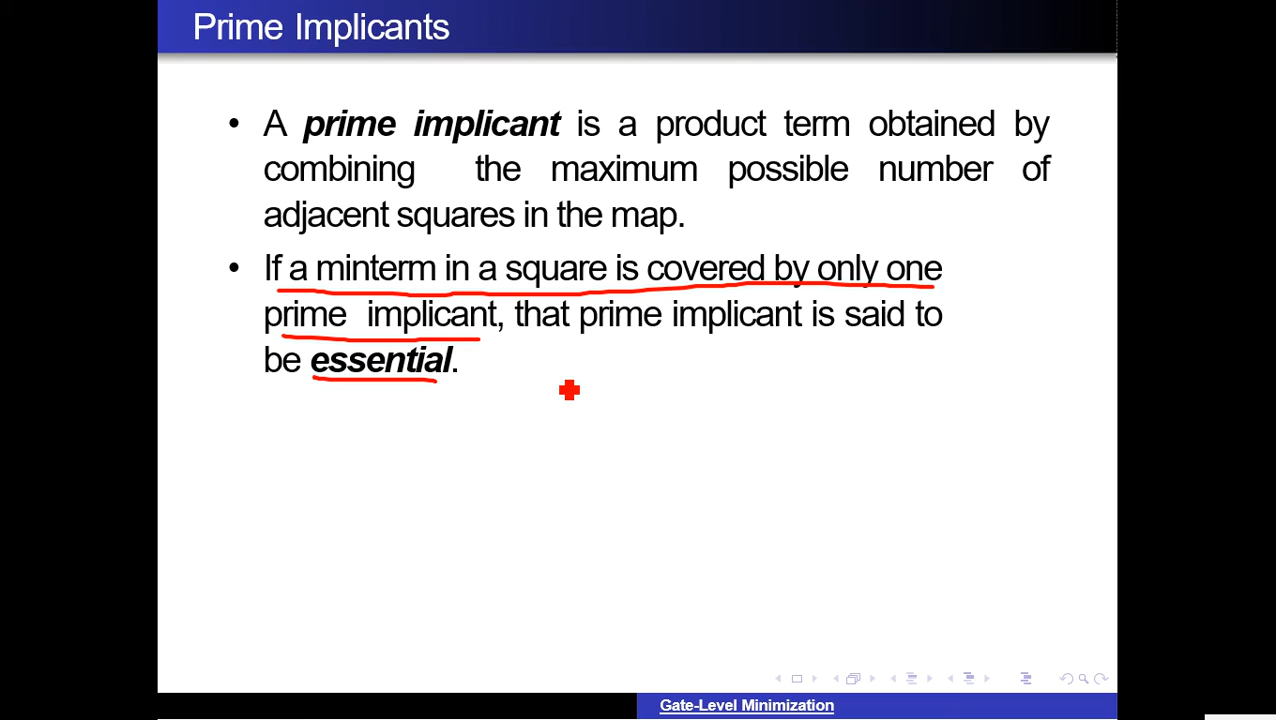 Prime Implicants
• A prime implicant is a product term obtained by
combining the maximum possible number of
adjacent squares in the map.
• If a minterm in a square is covered by only one
prime implicant, that prime implicant is said to
be essential.
Gate-Level Minimization